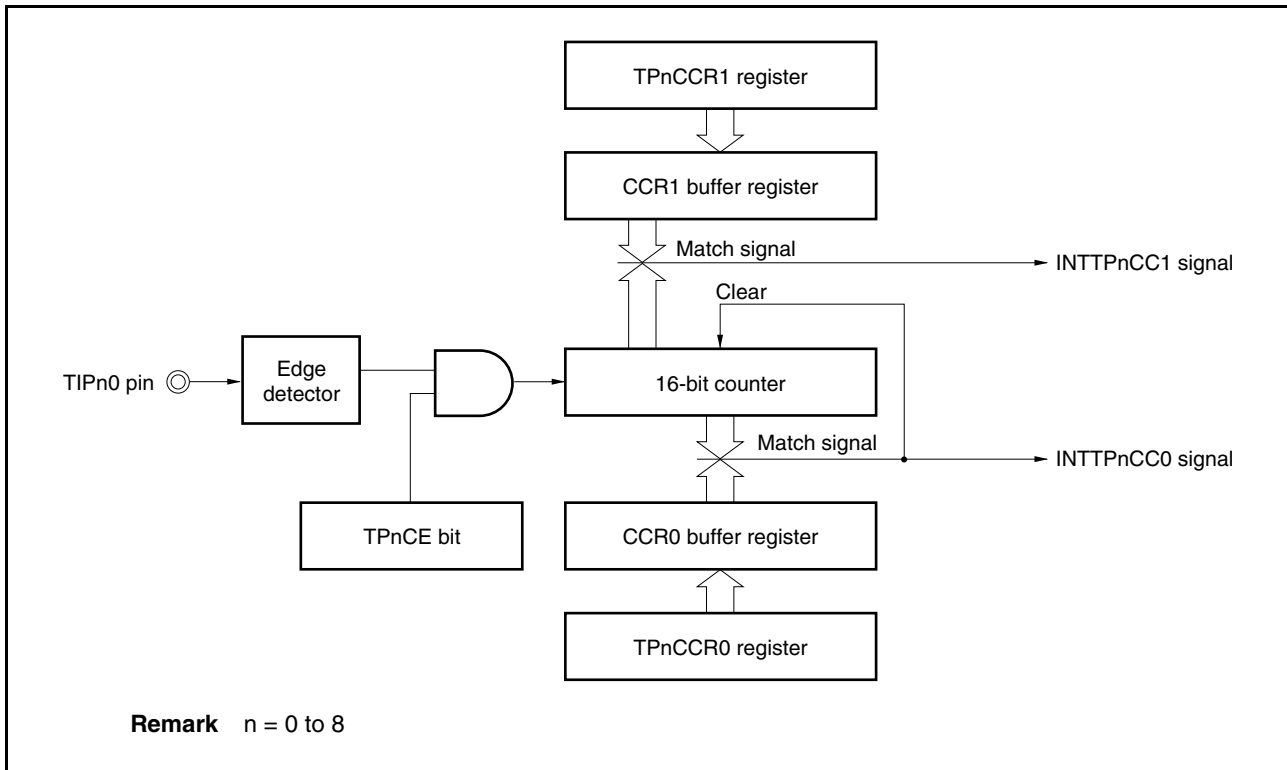 TPnCCR1 register
CCR1 buffer register
Match signal
INTTPnCC1 signal
Clear
TIPn0 pin
Edge
detector
16-bit counter
Match signal
INTTPnCC0 signal
TPnCE bit
CCR0 buffer register
TPnCCR0 register
Remark n = 0 to 8